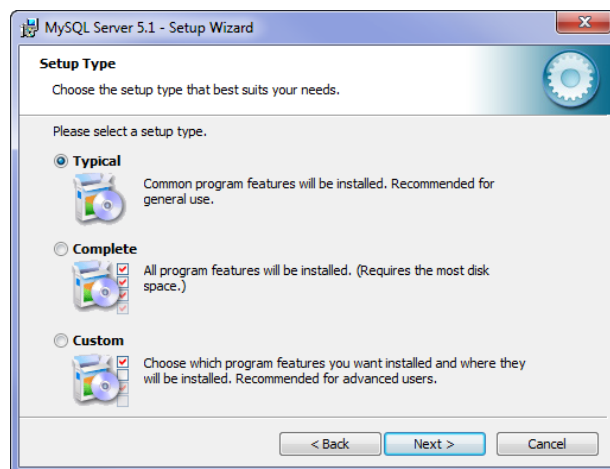 MySQL Server 5.1 - Setup Wizard
Setup Type
Choose the setup type that best suits your needs.
Please select a setup type.
Typical
Common program features will be installed. Recommended for
general use.
Complete
All program features will be installed. (Requires the most disk
space.)
Custom
Choose which program features you want installed and where they
will be installed. Recommended for advanced users.
< Back
Next >
Cancel